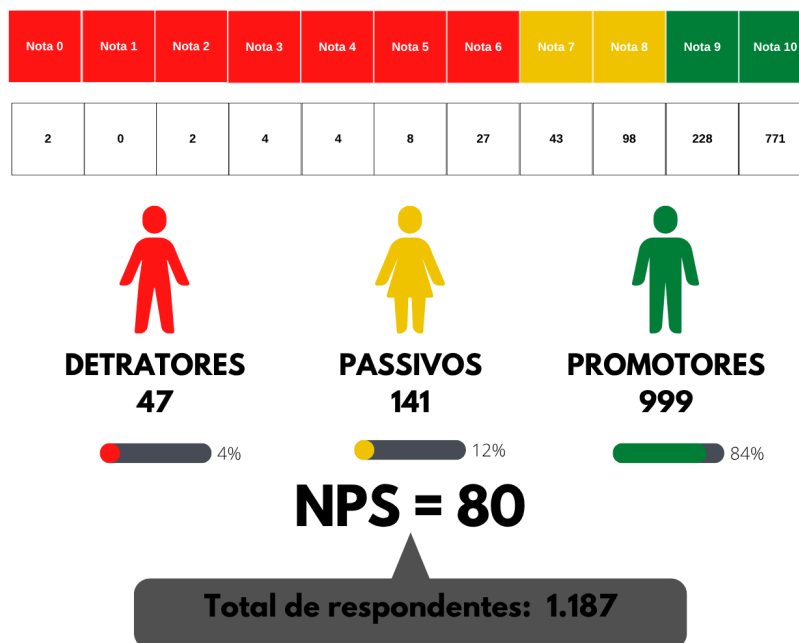 Nota 0 Nota 1 Nota 2 Nota 3 Nota 4 Nota 5 Nota 6 Nota 7 Nota 8 Nota 9 Nota 10
2 0 2 4 4 8 27 43 98 228 771
DETRATORES PASSIVOS PROMOTORES
47 141 999
4% 12% 84%
NPS = 80
Total de respondentes: 1.187